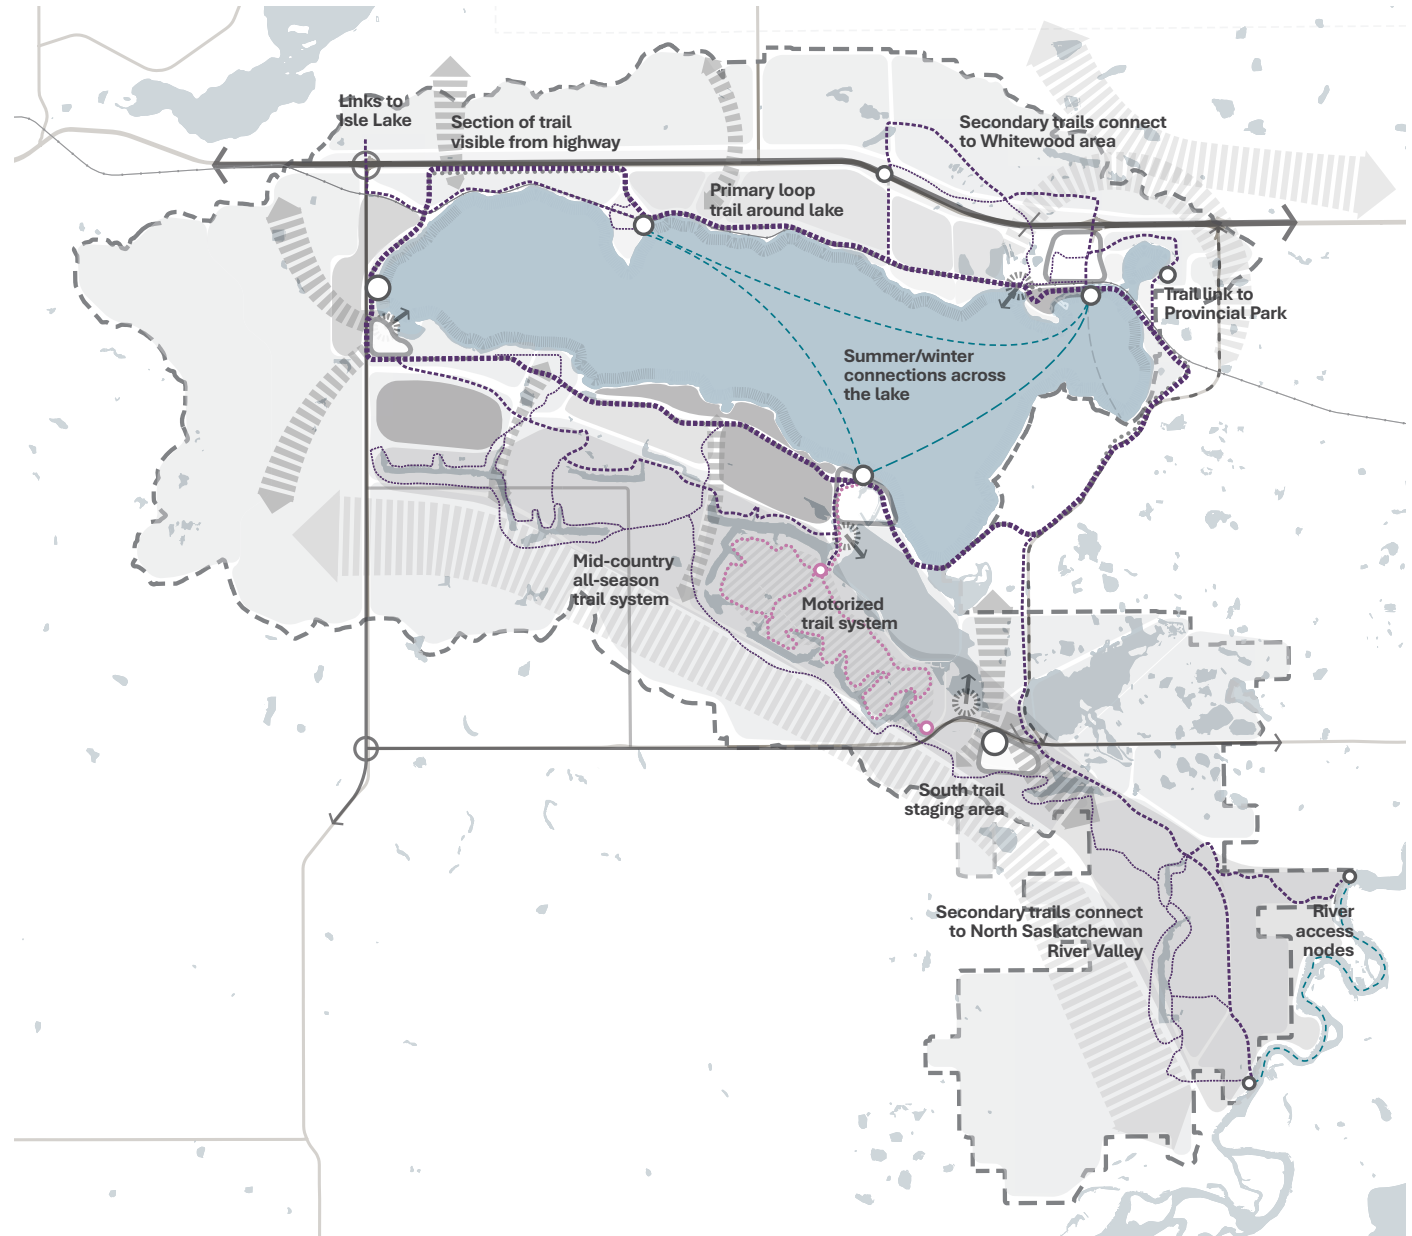 Links to
Isle Lake
Section of trail
visible from highway
Secondary trails connect
to Whitewood area
Primary loop
trail around lake
Trail link to
Provincial Park
Summer/winter
connections across
the lake
Mid-country
all-season
trail system
Motorized
trail system
South trail
staging area
Secondary trails connect
to North Saskatchewan
River Valley
River
access
nodes